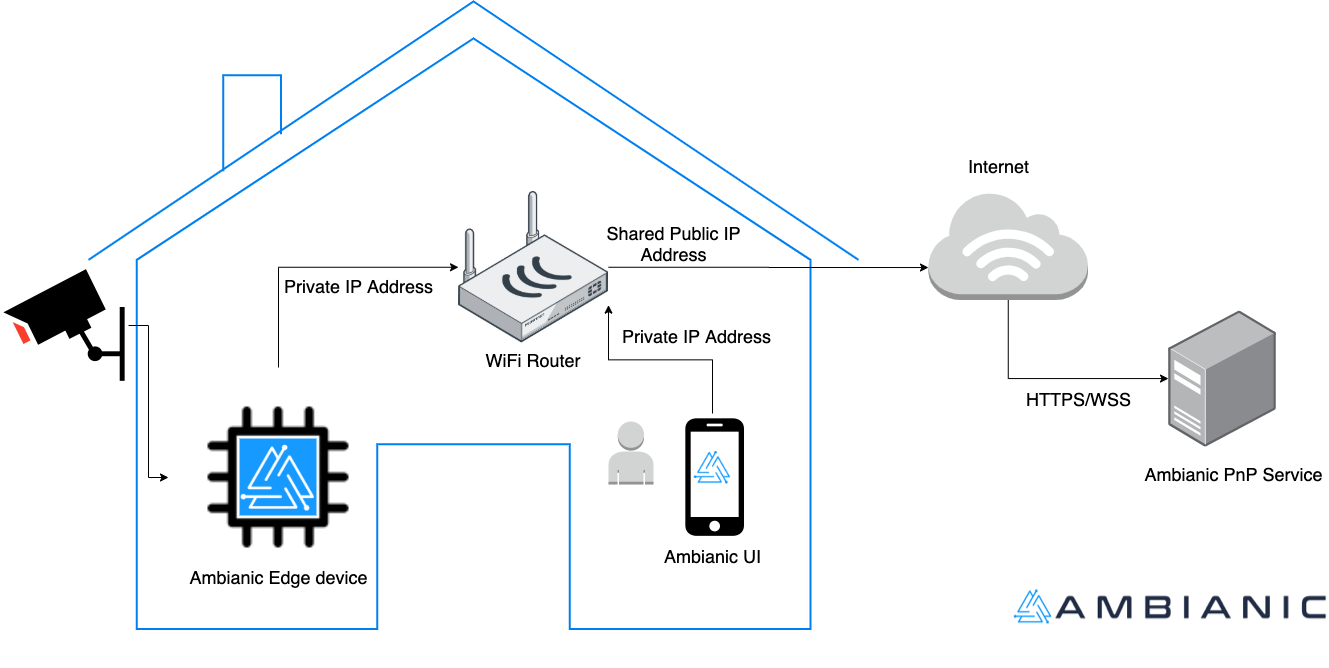 Internet
Shared Public IP
Address
Private IP Address
Private IP Address
WiFi Router
HTTPS/WSS
Ambianic PnP Service
Ambianic UI
Ambianic Edge device
AMBIANIC